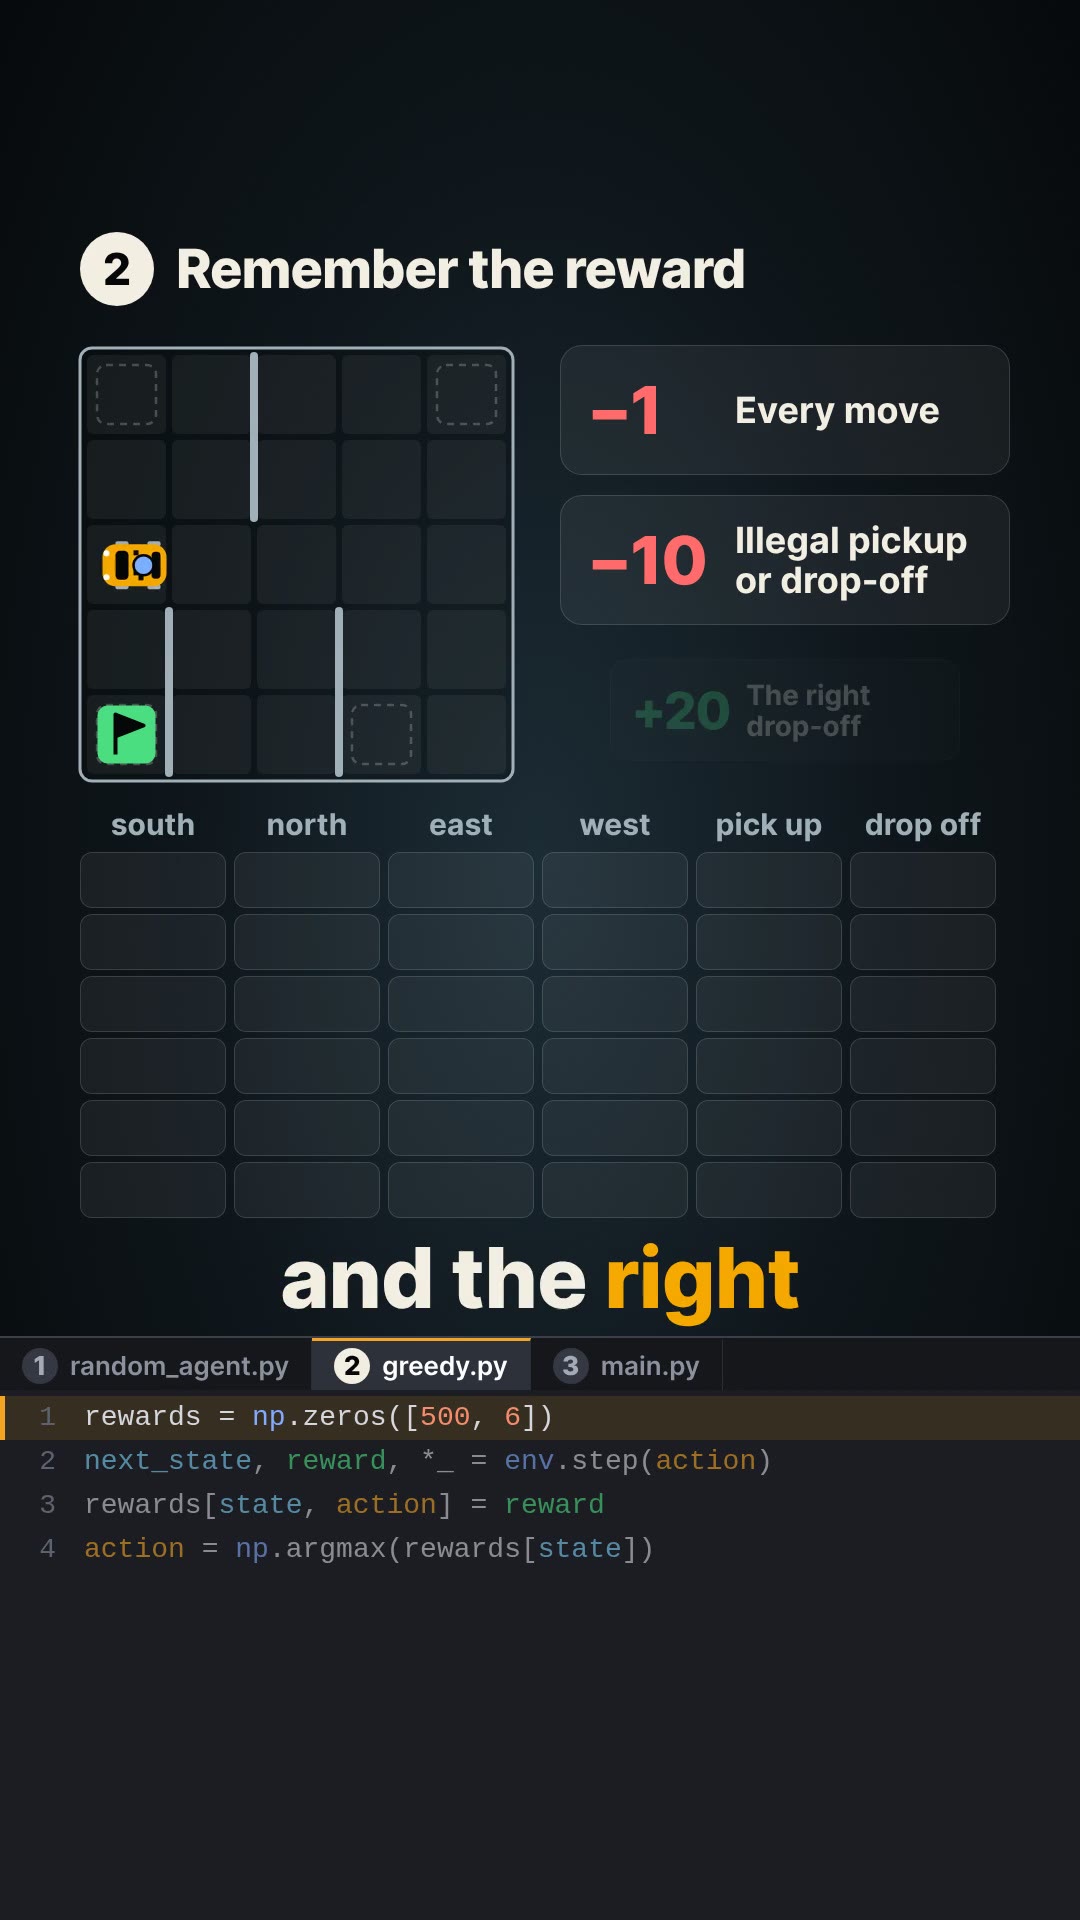 2 Remember the reward
−1 Every move
−10 Illegal pickup
or drop-off
+20 The right
drop-off
south north east west pick up drop off
and the right
1 random_agent.py 2 greedy.py 3 main.py
1 rewards = np.zeros([500, 6])
2 next_state, reward, *_ = env.step(action)
3 rewards[state, action] = reward
4 action = np.argmax(rewards[state])